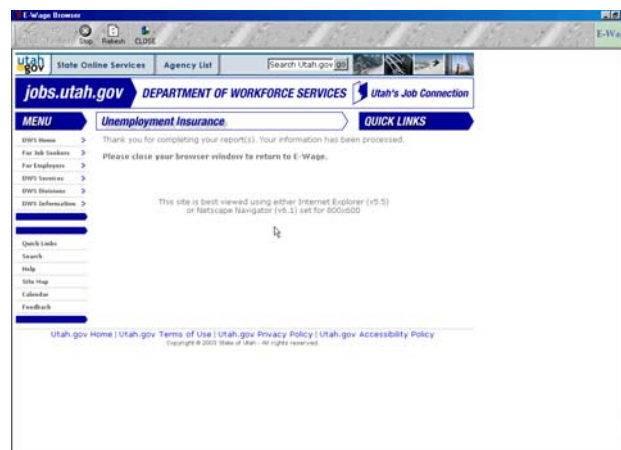 E-Wage Browser
Stop Refresh CLOSE
E-Wa
utah gov State Online Services Agency List Search Utah.gov go
jobs.utah.gov DEPARTMENT OF WORKFORCE SERVICES Utah's Job Connection
MENU Unemployment Insurance QUICK LINKS
DWS Home
For Job Seekers
For Employers
DWS Services
DWS Divisions
DWS Information
Thank you for completing your report(s). Your information has been processed.
Please close your browser window to return to E-Wage.
This site is best viewed using either Internet Explorer (v5.5)
or Netscape Navigator (v6.1) set for 800x600
Quick Links
Search
Help
Site Map
Calendar
Feedback
Utah.gov Home | Utah.gov Terms of Use | Utah.gov Privacy Policy | Utah.gov Accessibility Policy
Copyright © 2003 State of Utah - All rights reserved.